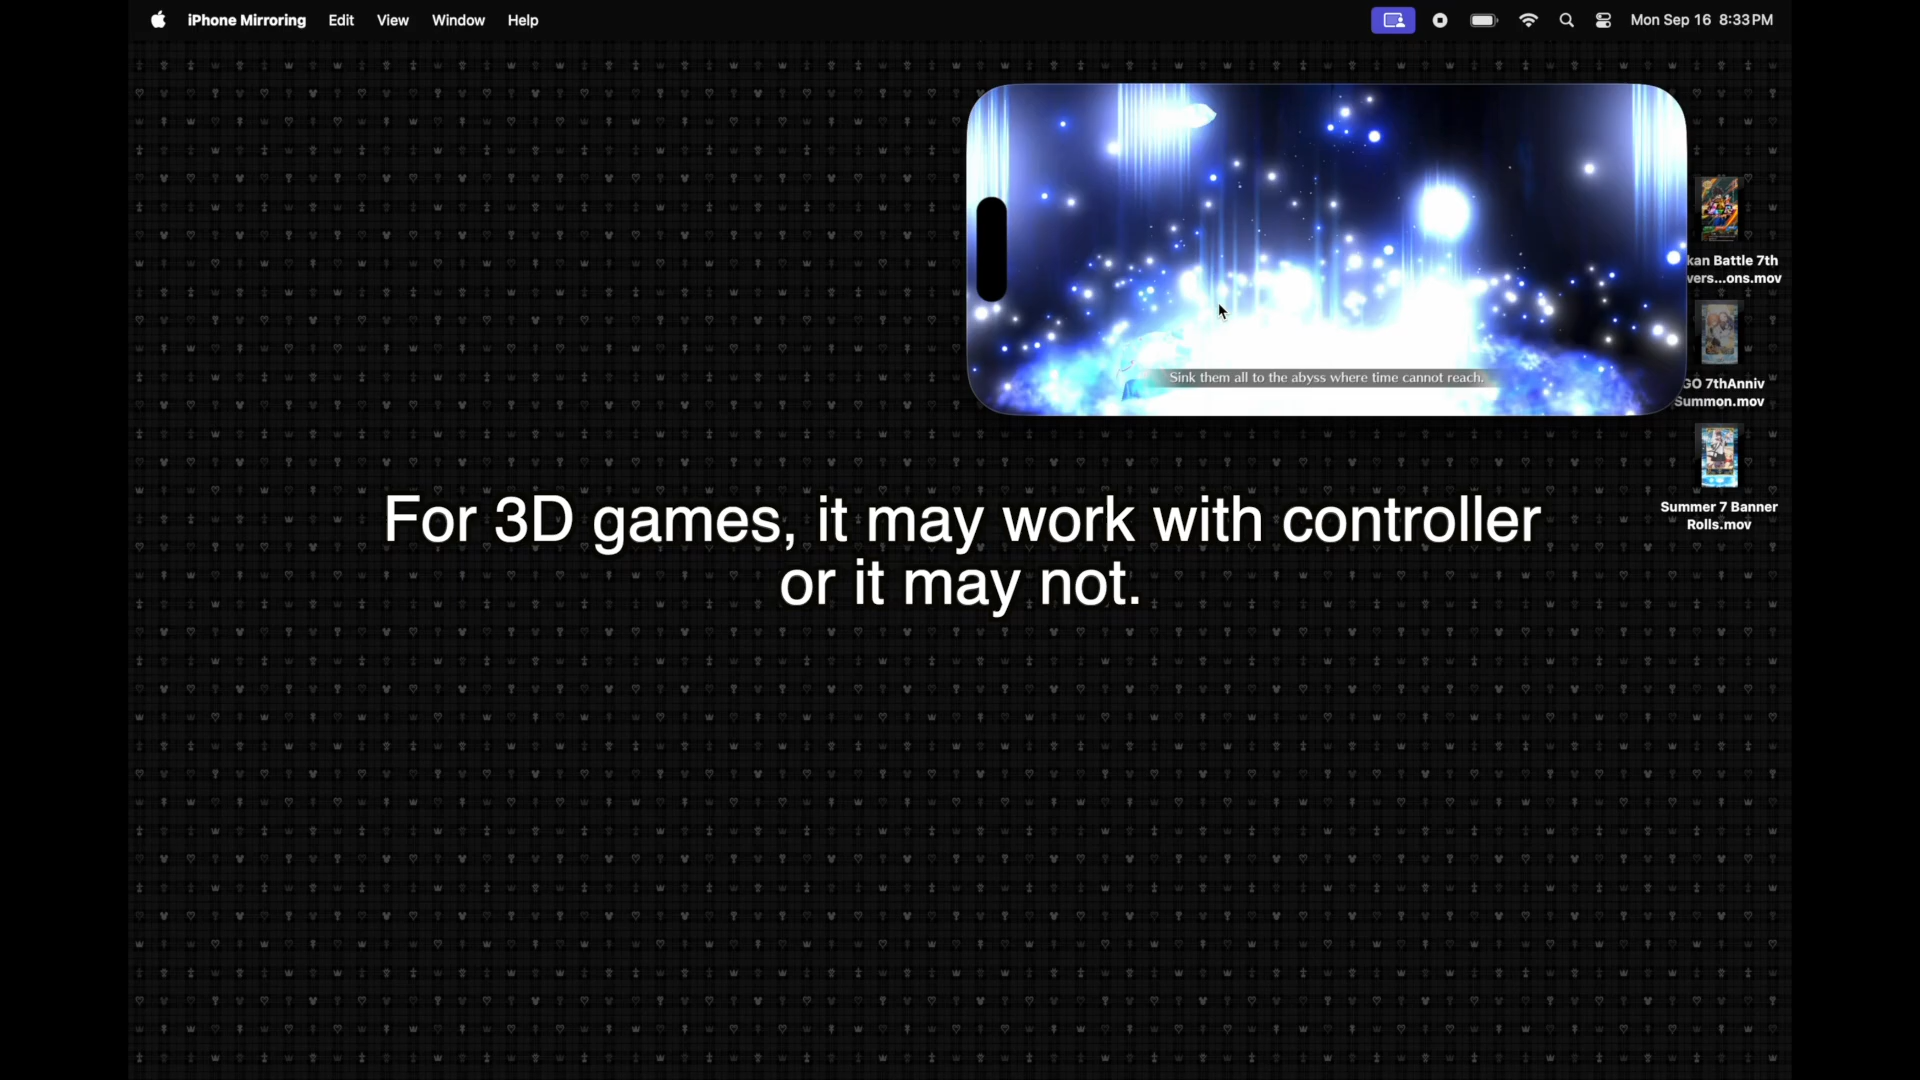 iPhone Mirroring Edit View Window Help Mon Sep 16 8:33 PM
Sink them all to the abyss where time cannot reach.
kan Battle 7th
vers...ons.mov
GO 7thAnniv
Summon.mov
Summer 7 Banner
Rolls.mov
For 3D games, it may work with controller
or it may not.